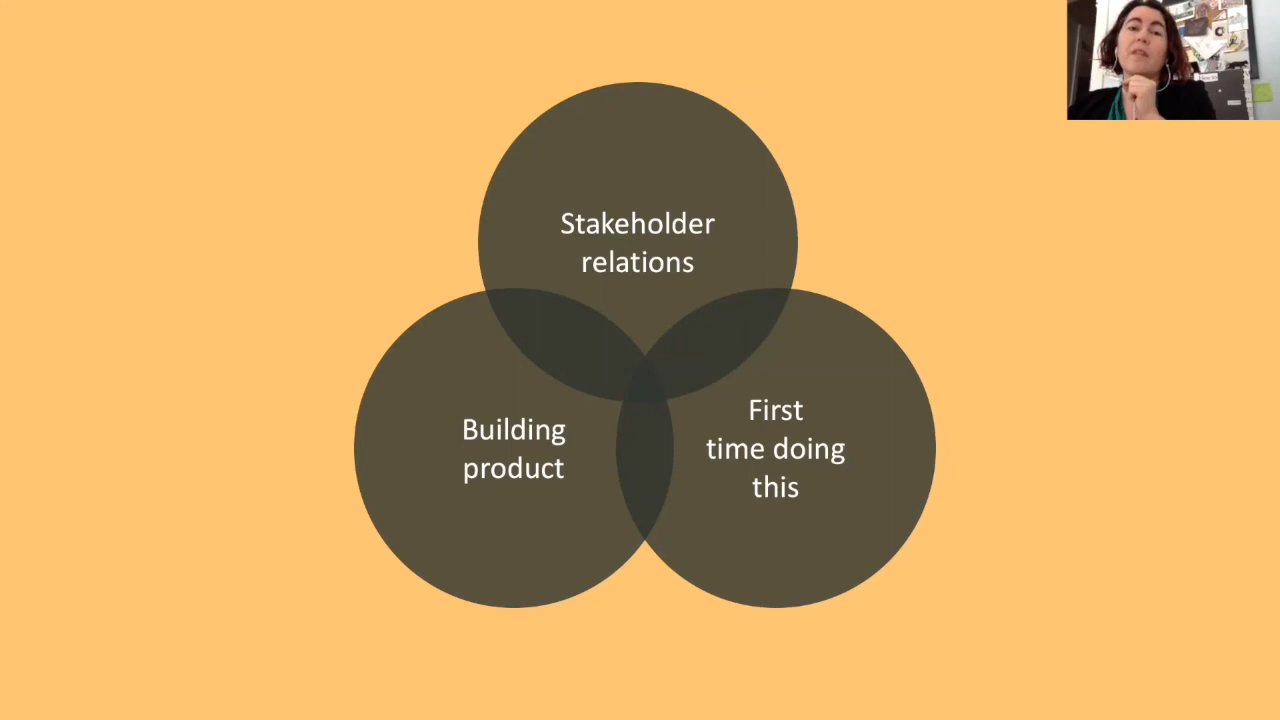 Stakeholder
relations
Building
product
First
time doing
this